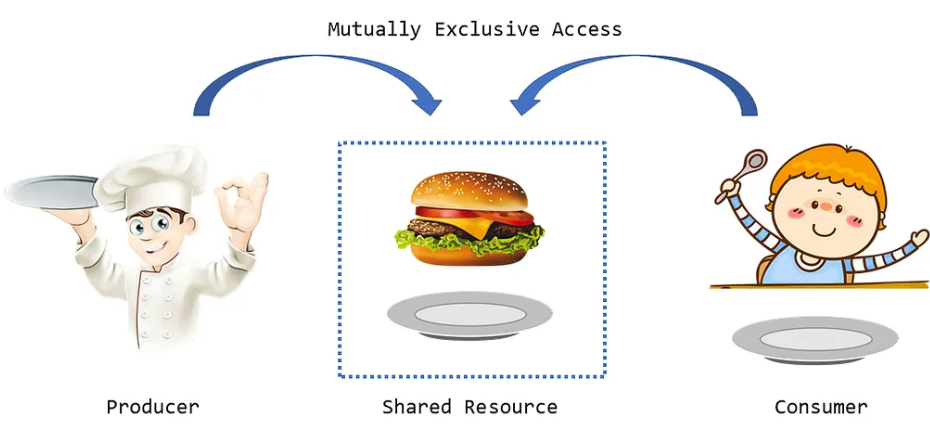 Mutually Exclusive Access
Producer
Shared Resource
Consumer